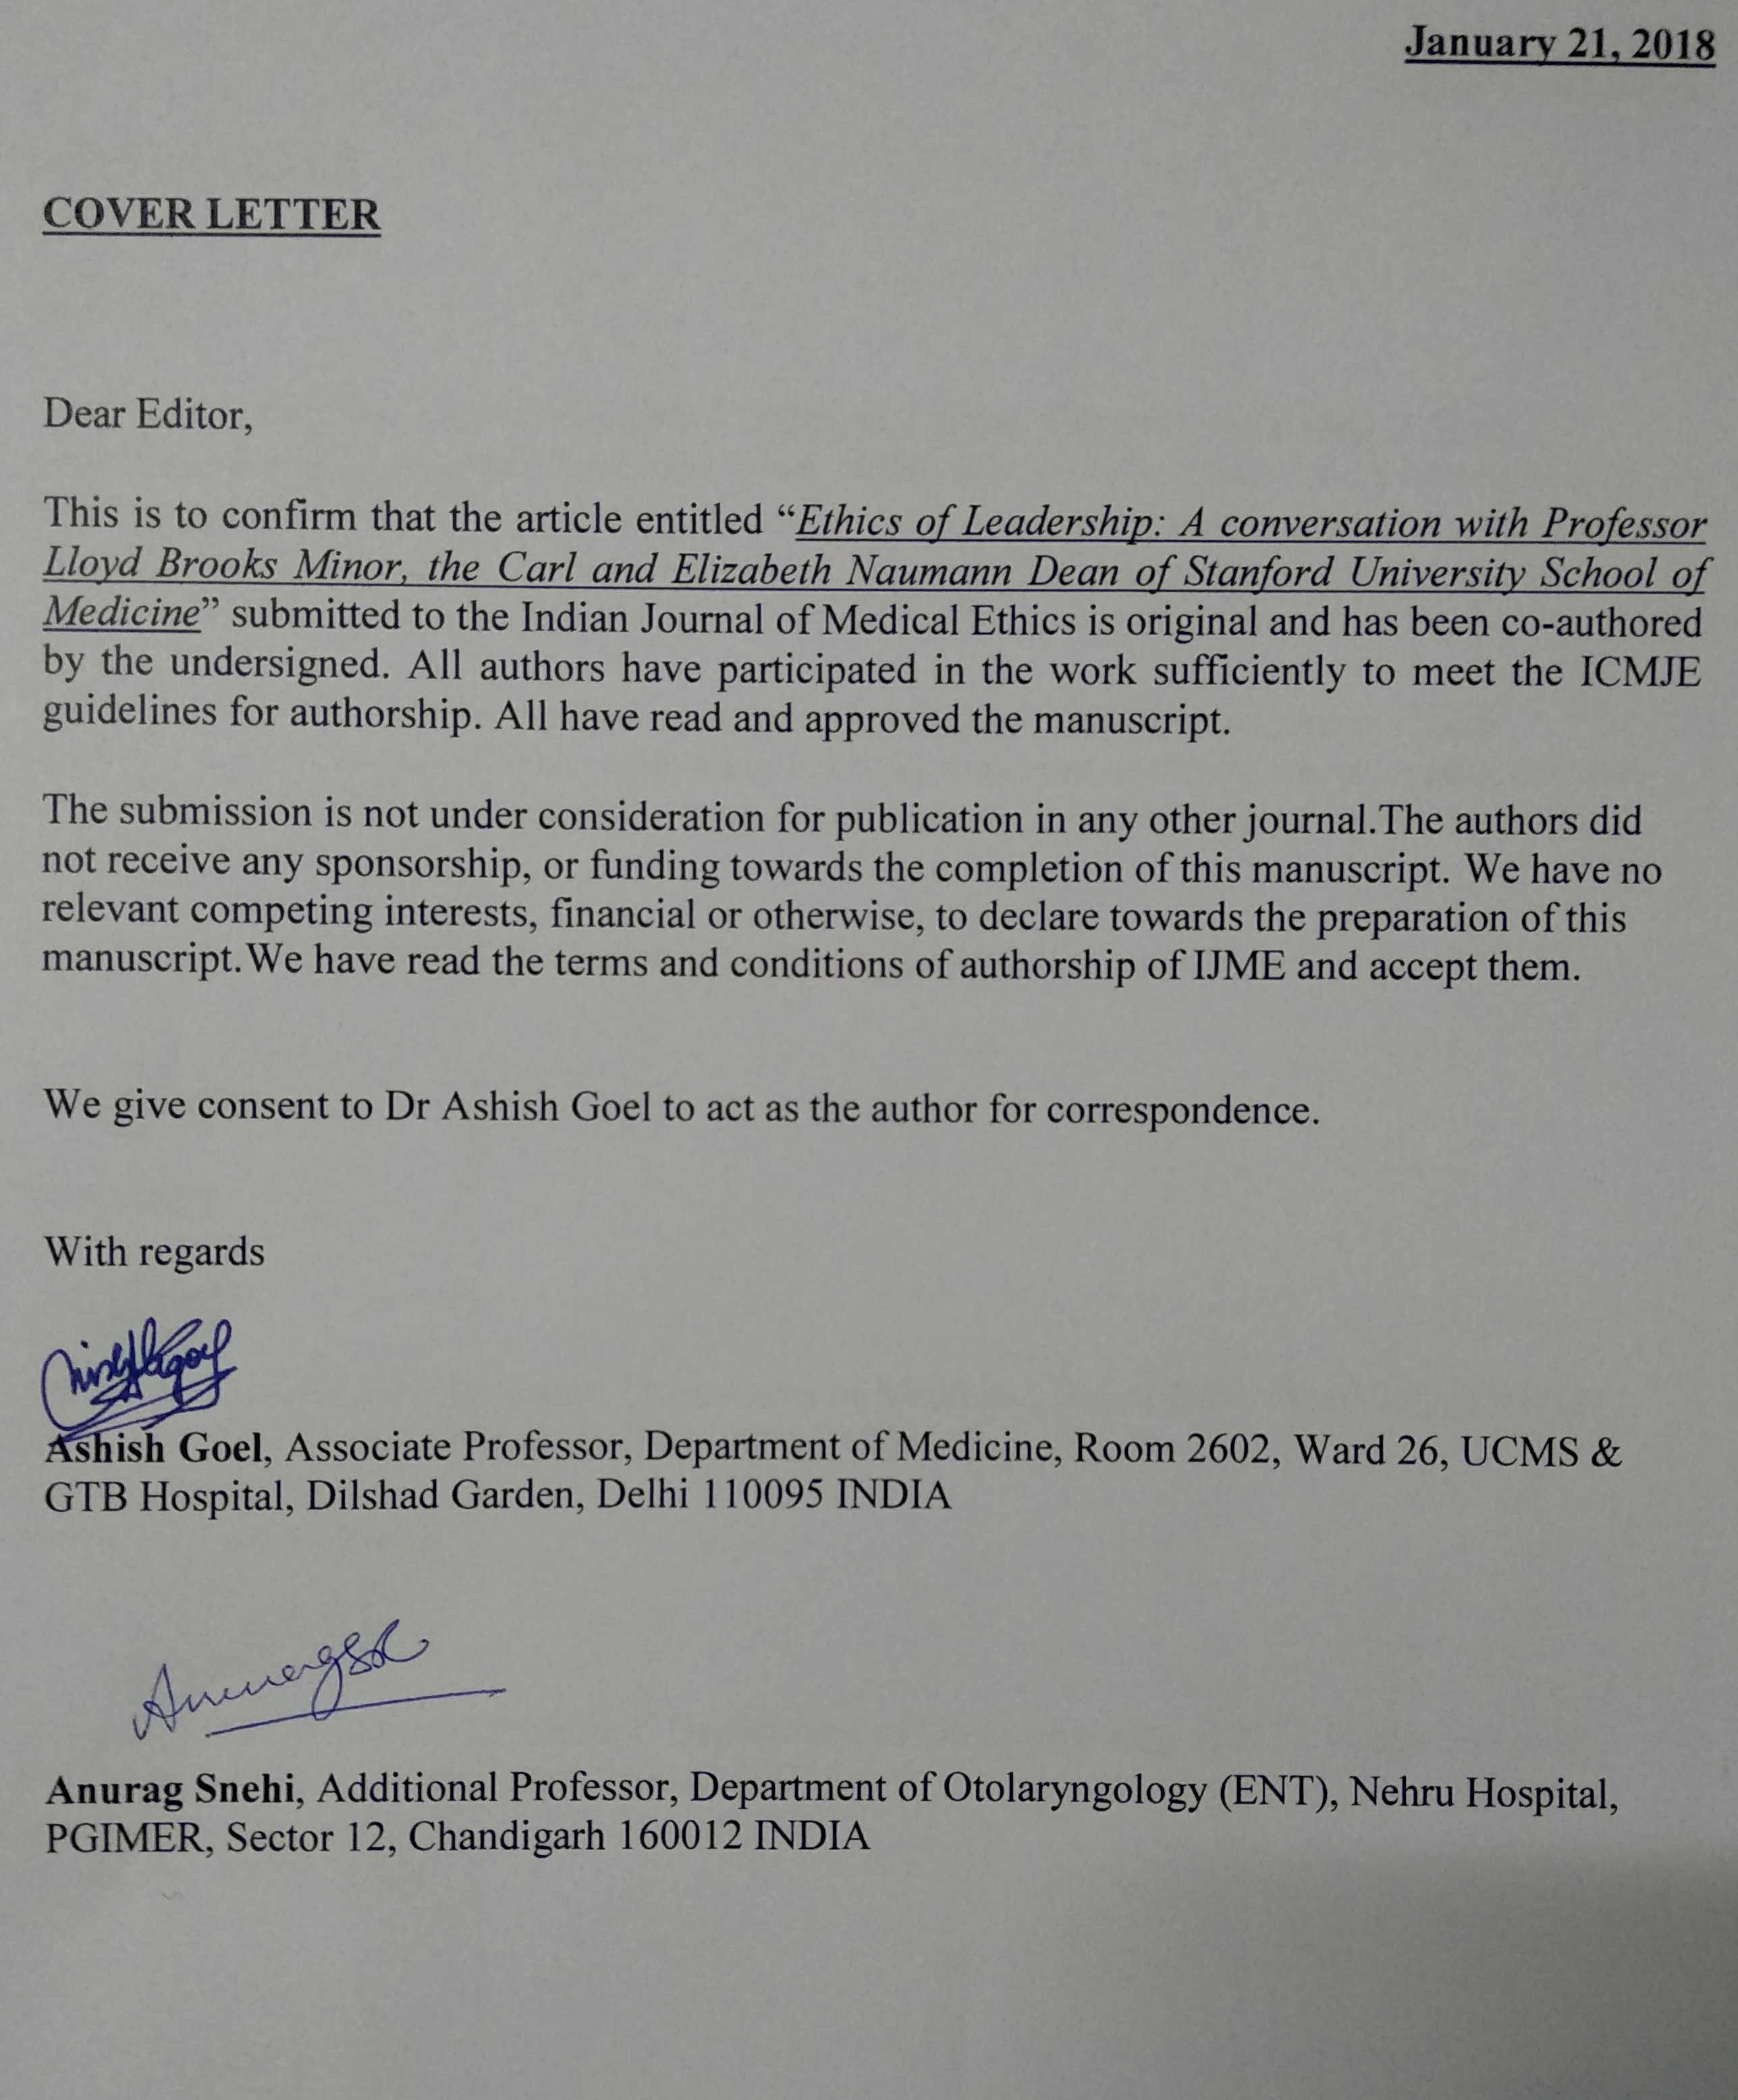 January 21, 2018
COVER LETTER
Dear Editor,
This is to confirm that the article entitled “Ethics of Leadership: A conversation with Professor
Lloyd Brooks Minor, the Carl and Elizabeth Naumann Dean of Stanford University School of
Medicine” submitted to the Indian Journal of Medical Ethics is original and has been co-authored
by the undersigned. All authors have participated in the work sufficiently to meet the ICMJE
guidelines for authorship. All have read and approved the manuscript.
The submission is not under consideration for publication in any other journal.The authors did
not receive any sponsorship, or funding towards the completion of this manuscript. We have no
relevant competing interests, financial or otherwise, to declare towards the preparation of this
manuscript.We have read the terms and conditions of authorship of IJME and accept them.
We give consent to Dr Ashish Goel to act as the author for correspondence.
With regards
Ashish Goel, Associate Professor, Department of Medicine, Room 2602, Ward 26, UCMS &
GTB Hospital, Dilshad Garden, Delhi 110095 INDIA
Anurag Snehi, Additional Professor, Department of Otolaryngology (ENT), Nehru Hospital,
PGIMER, Sector 12, Chandigarh 160012 INDIA